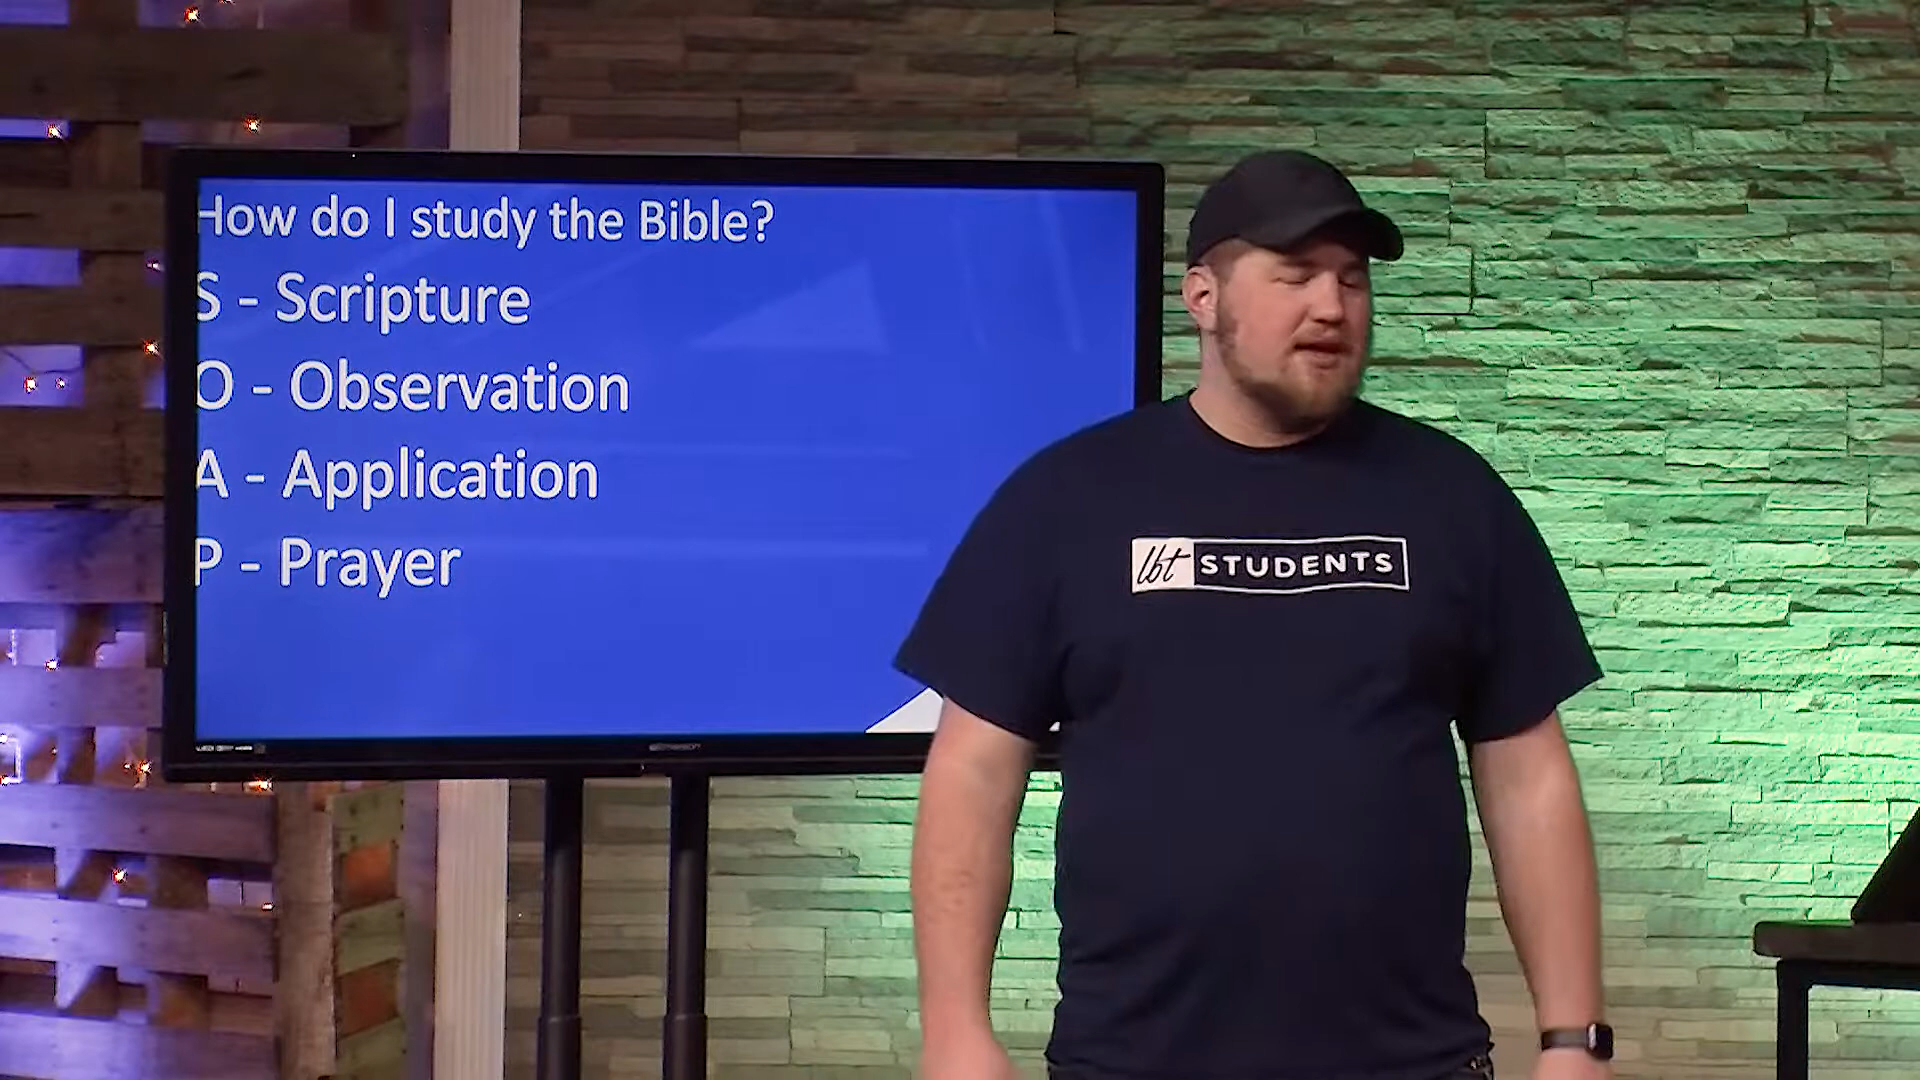 How do I study the Bible?
S - Scripture
O - Observation
A - Application
P - Prayer
lbt STUDENTS